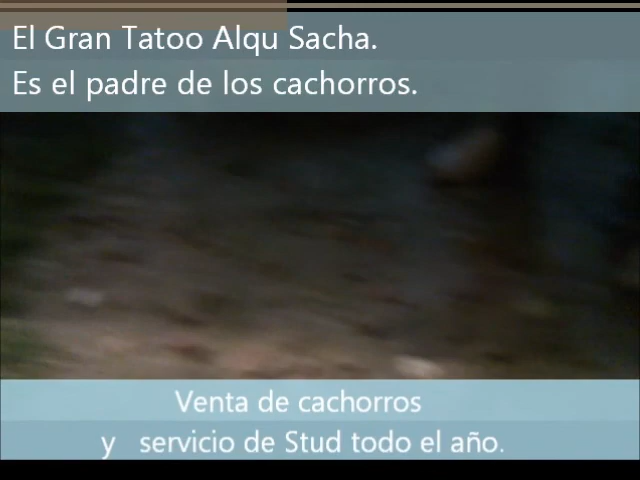 El Gran Tatoo Alqu Sacha.
Es el padre de los cachorros.
Venta de cachorros
y servicio de Stud todo el año.